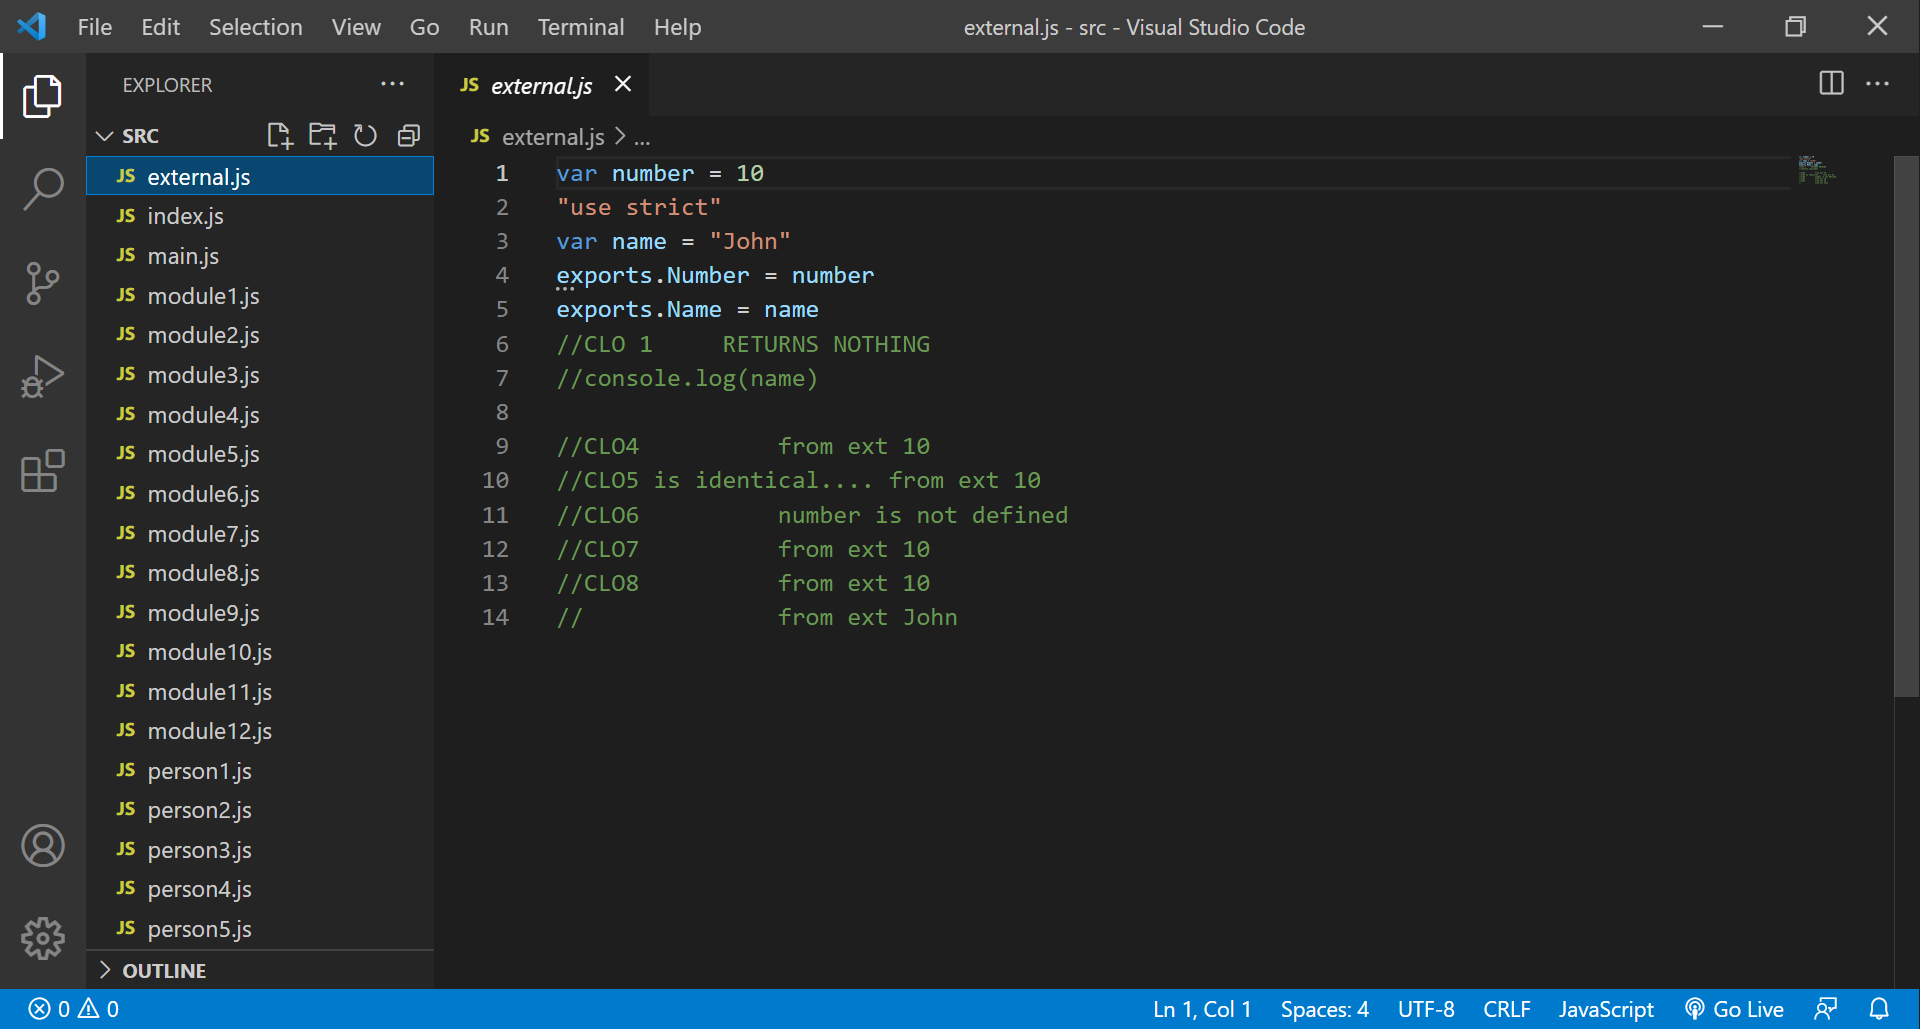 File Edit Selection View Go Run Terminal Help
external.js - src - Visual Studio Code
EXPLORER
SRC
JS external.js
JS index.js
JS main.js
JS module1.js
JS module2.js
JS module3.js
JS module4.js
JS module5.js
JS module6.js
JS module7.js
JS module8.js
JS module9.js
JS module10.js
JS module11.js
JS module12.js
JS person1.js
JS person2.js
JS person3.js
JS person4.js
JS person5.js
OUTLINE
JS external.js
JS external.js > ...
1 var number = 10
2 "use strict"
3 var name = "John"
4 exports.Number = number
5 exports.Name = name
6 //CLO 1     RETURNS NOTHING
7 //console.log(name)
8
9 //CLO4          from ext 10
10 //CLO5 is identical.... from ext 10
11 //CLO6          number is not defined
12 //CLO7          from ext 10
13 //CLO8          from ext 10
14 //              from ext John
0 0
Ln 1, Col 1 Spaces: 4 UTF-8 CRLF JavaScript Go Live